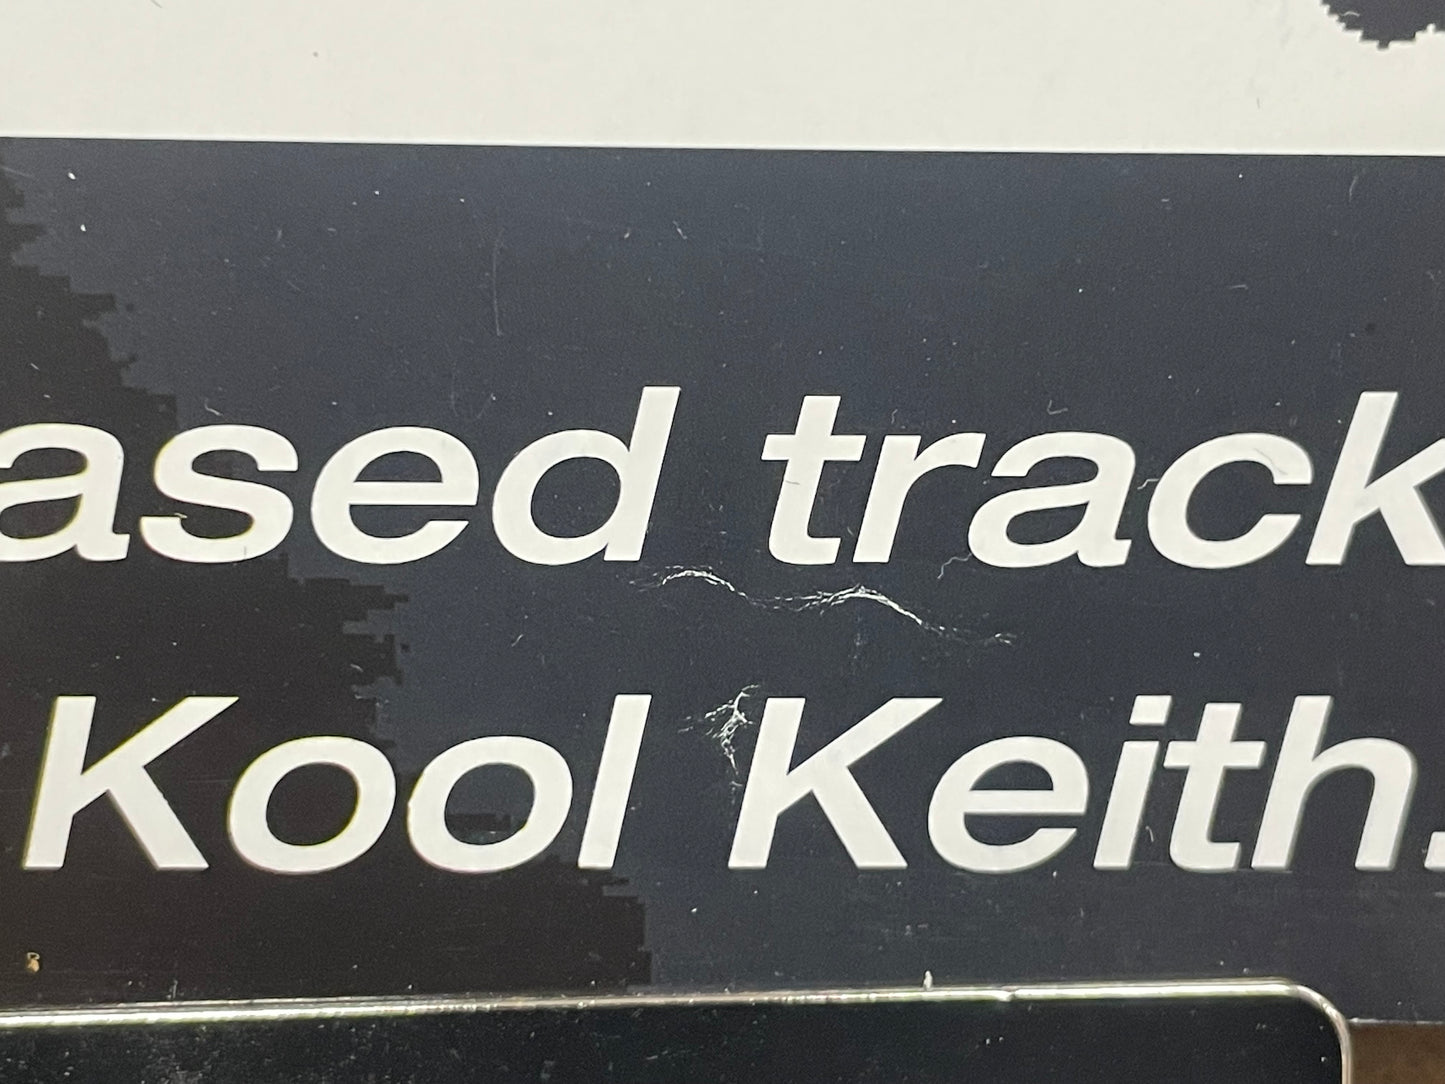 ased track
Kool Keith.